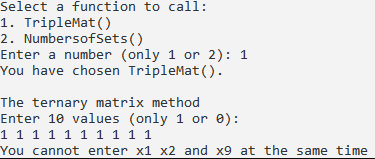 Select a function to call:
1. TripleMat()
2. NumbersofSets()
Enter a number (only 1 or 2): 1
You have chosen TripleMat().
The ternary matrix method
Enter 10 values (only 1 or 0):
1 1 1 1 1 1 1 1 1 1
You cannot enter x1 x2 and x9 at the same time